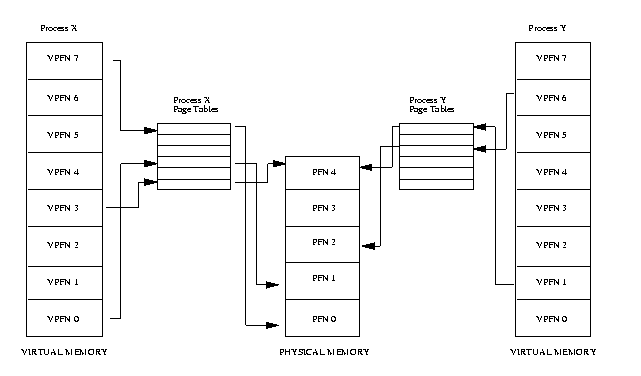 Process X
Process Y
VPFN 7
VPFN 6
VPFN 5
VPFN 4
VPFN 3
VPFN 2
VPFN 1
VPFN 0
VIRTUAL MEMORY
Process X
Page Tables
PFN 4
PFN 3
PFN 2
PFN 1
PFN 0
PHYSICAL MEMORY
Process Y
Page Tables
VPFN 7
VPFN 6
VPFN 5
VPFN 4
VPFN 3
VPFN 2
VPFN 1
VPFN 0
VIRTUAL MEMORY